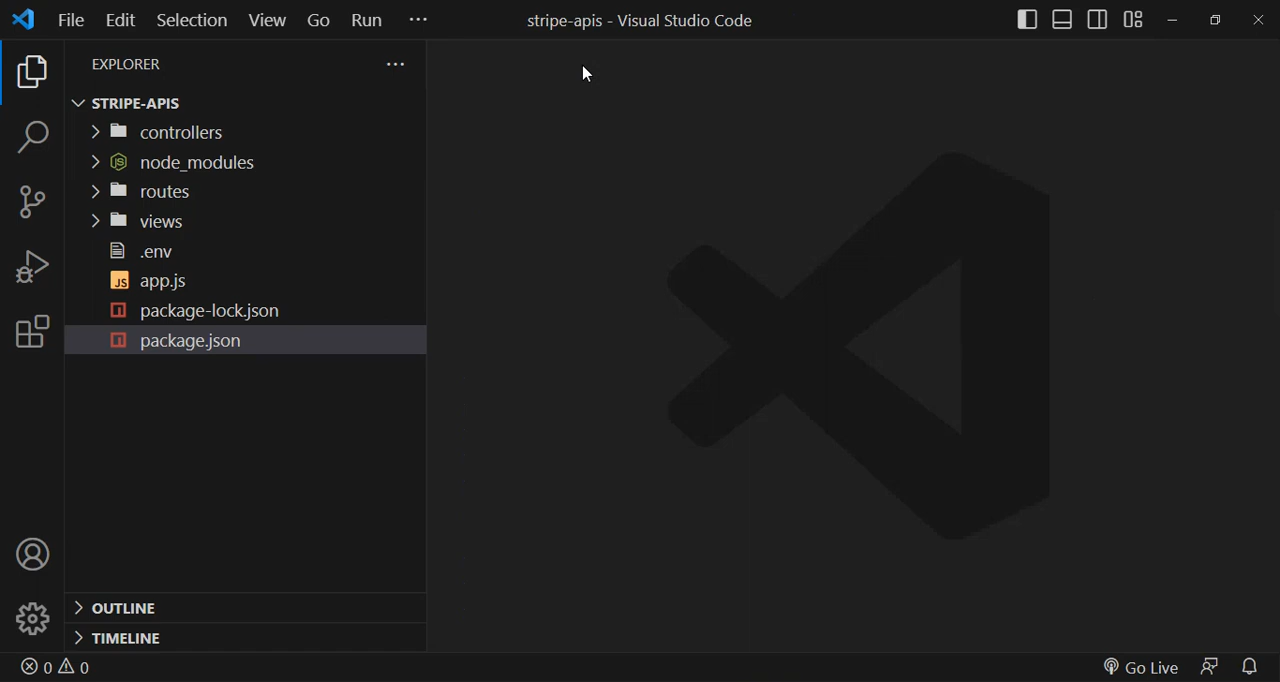 File Edit Selection View Go Run ··· stripe-apis - Visual Studio Code
EXPLORER ···
STRIPE-APIS
controllers
node_modules
routes
views
.env
JS app.js
package-lock.json
package.json
OUTLINE
TIMELINE
0 0 Go Live